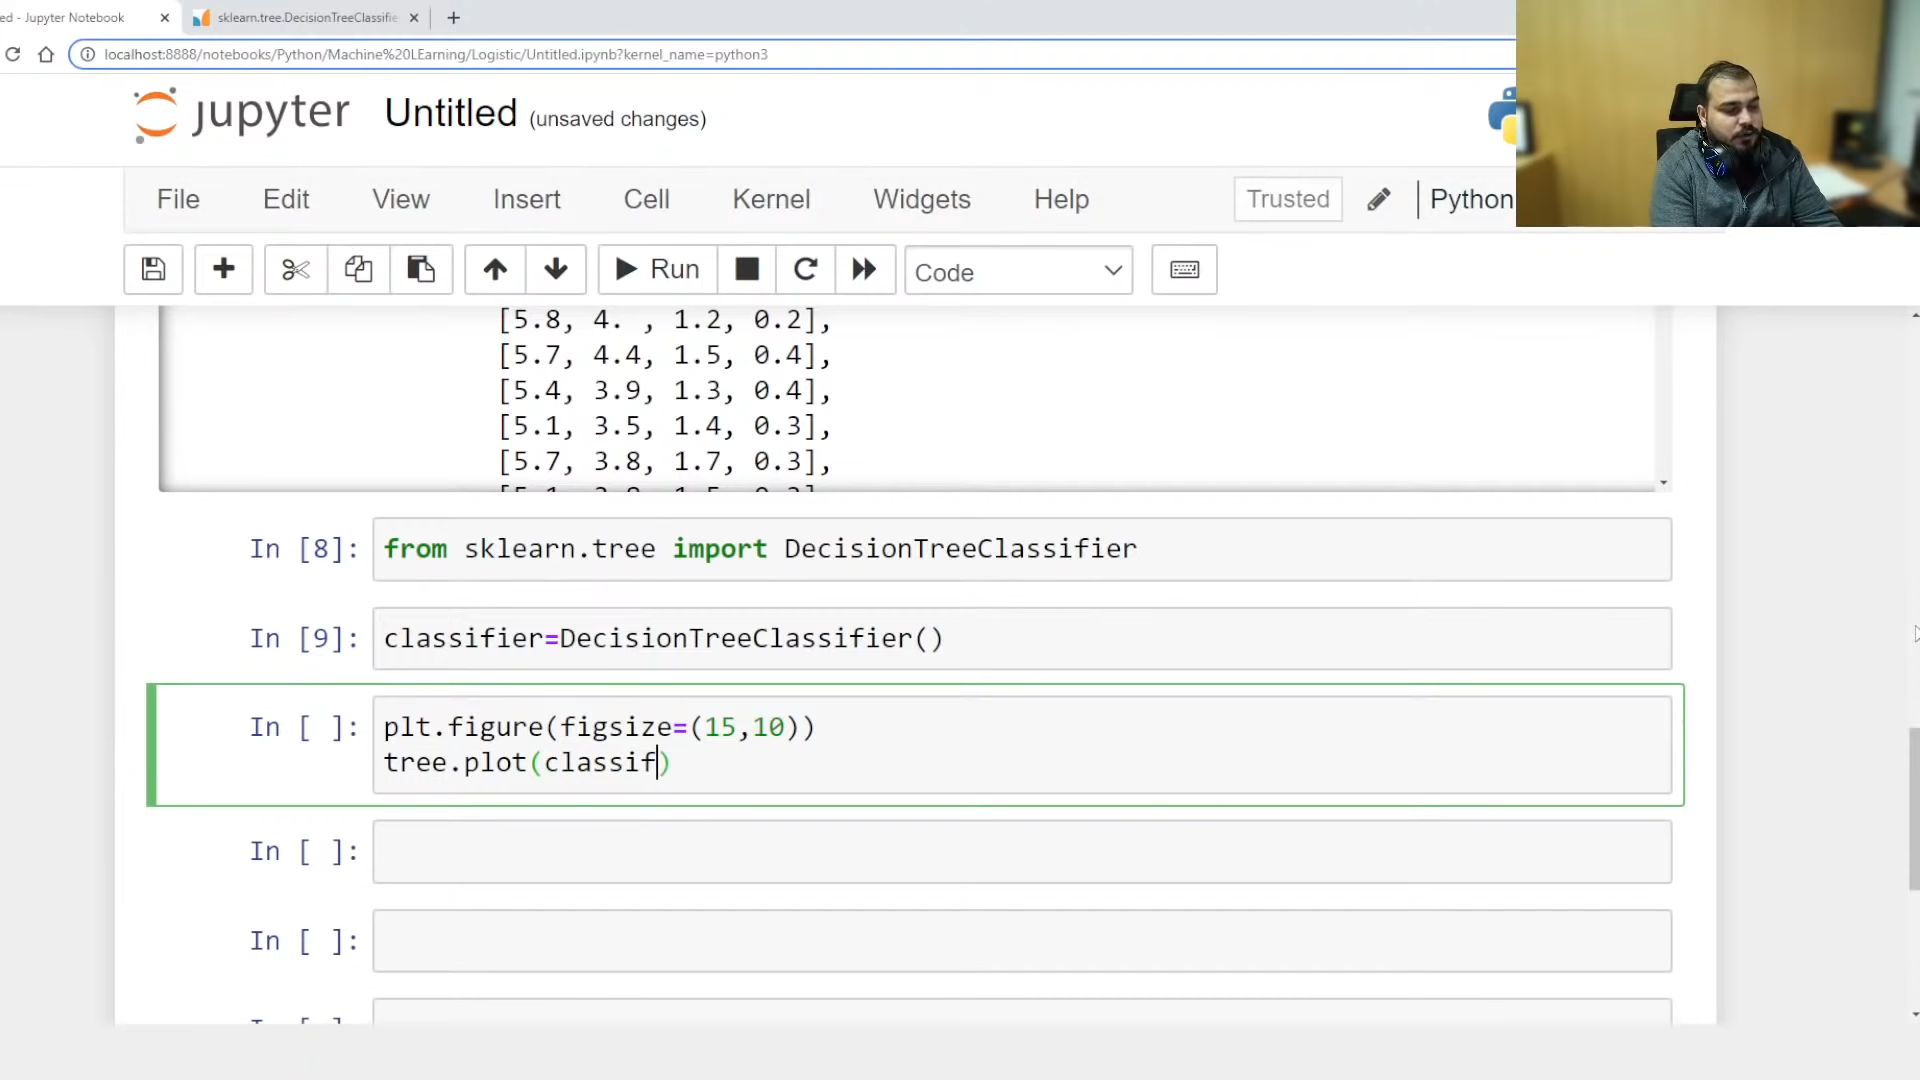 ed - Jupyter Notebook
sklearn.tree.DecisionTreeClassifie
localhost:8888/notebooks/Python/Machine%20LEarning/Logistic/Untitled.ipynb?kernel_name=python3
jupyter Untitled (unsaved changes)
File Edit View Insert Cell Kernel Widgets Help Trusted Python
Run Code
[5.8, 4. , 1.2, 0.2],
[5.7, 4.4, 1.5, 0.4],
[5.4, 3.9, 1.3, 0.4],
[5.1, 3.5, 1.4, 0.3],
[5.7, 3.8, 1.7, 0.3],
In [8]: from sklearn.tree import DecisionTreeClassifier
In [9]: classifier=DecisionTreeClassifier()
In [ ]: plt.figure(figsize=(15,10))
tree.plot(classif)
In [ ]:
In [ ]: